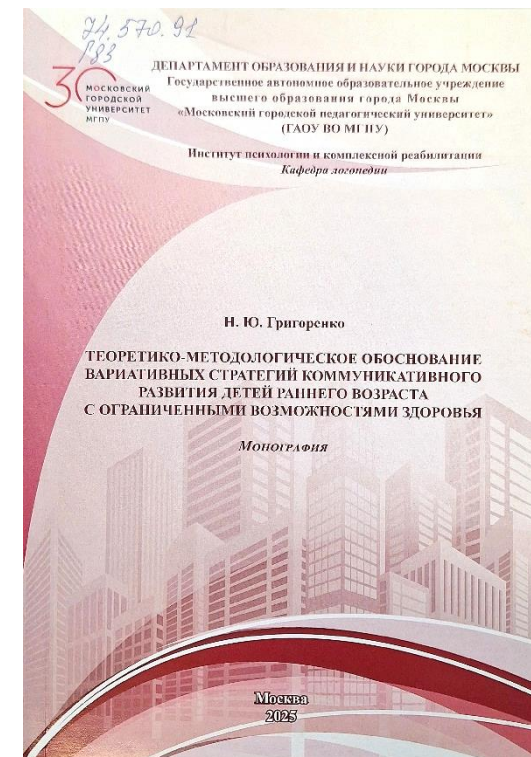 74.570.91
Г83
30
МОСКОВСКИЙ
ГОРОДСКОЙ
УНИВЕРСИТЕТ
МГПУ
ДЕПАРТАМЕНТ ОБРАЗОВАНИЯ И НАУКИ ГОРОДА МОСКВЫ
Государственное автономное образовательное учреждение
высшего образования города Москвы
«Московский городской педагогический университет»
(ГАОУ ВО МГПУ)
Институт психологии и комплексной реабилитации
Кафедра логопедии
Н. Ю. Григоренко
ТЕОРЕТИКО-МЕТОДОЛОГИЧЕСКОЕ ОБОСНОВАНИЕ
ВАРИАТИВНЫХ СТРАТЕГИЙ КОММУНИКАТИВНОГО
РАЗВИТИЯ ДЕТЕЙ РАННЕГО ВОЗРАСТА
С ОГРАНИЧЕННЫМИ ВОЗМОЖНОСТЯМИ ЗДОРОВЬЯ
Монография
Москва
2025